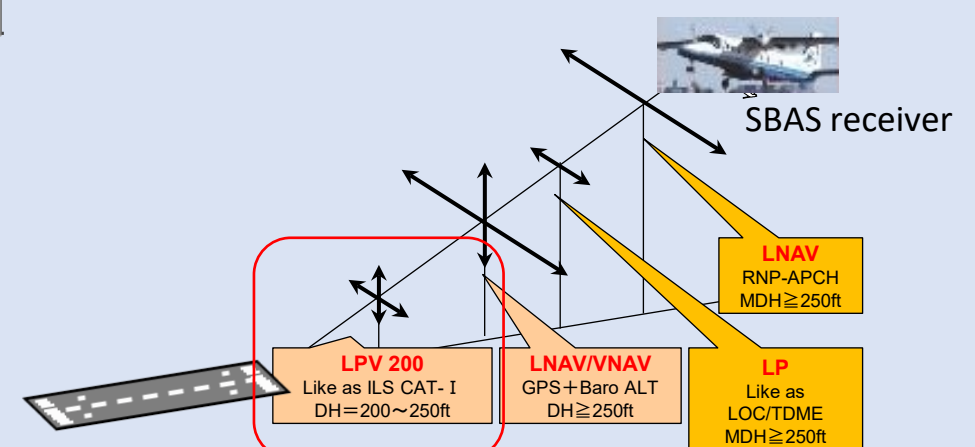 SBAS receiver
LNAV
RNP-APCH
MDH≧250ft
LPV 200
Like as ILS CAT-Ⅰ
DH＝200～250ft
LNAV/VNAV
GPS＋Baro ALT
DH≧250ft
LP
Like as
LOC/TDME
MDH≧250ft